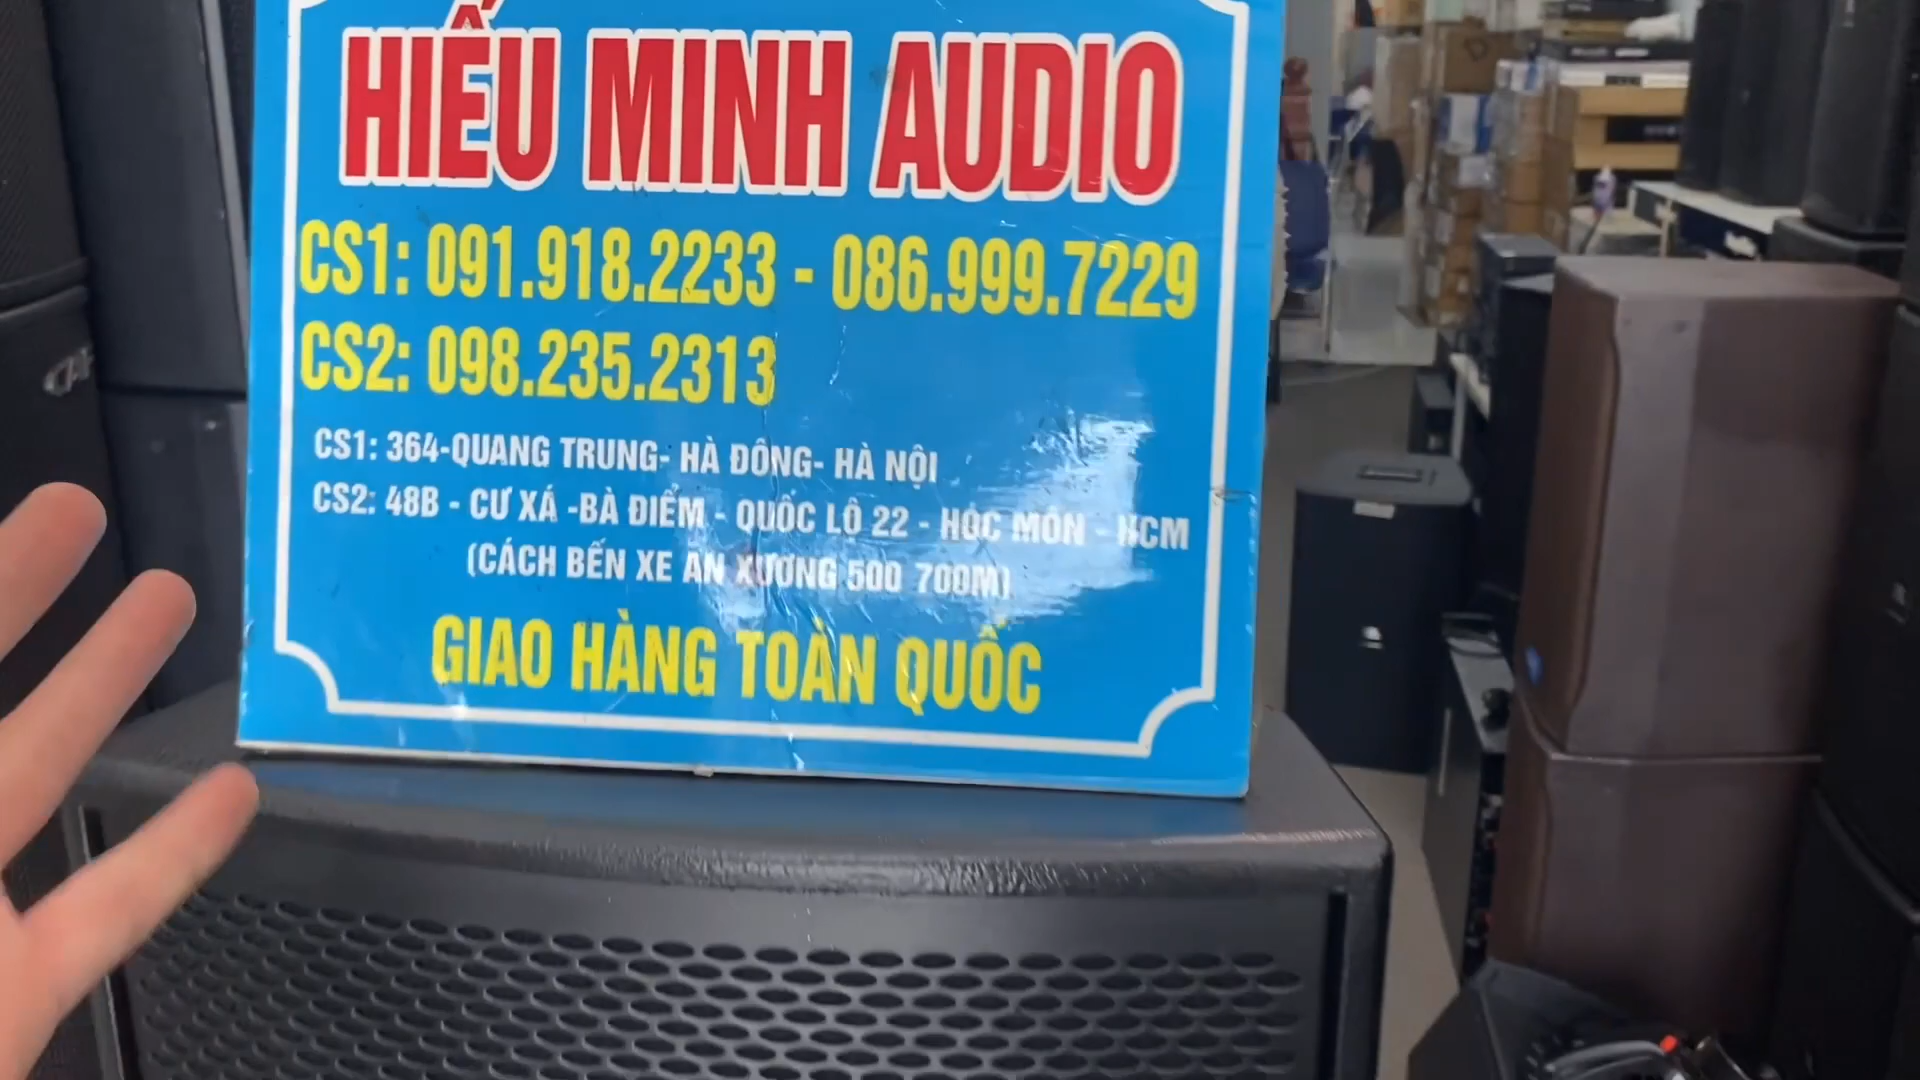 HIẾU MINH AUDIO
CS1: 091.918.2233 - 086.999.7229
CS2: 098.235.2313
CS1: 364-QUANG TRUNG- HÀ ĐÔNG- HÀ NỘI
CS2: 48B - CƯ XÁ -BÀ ĐIỂM - QUỐC LỘ 22 - HÓC MÔN - HCM
(CÁCH BẾN XE AN XƯƠNG 500 700M)
GIAO HÀNG TOÀN QUỐC